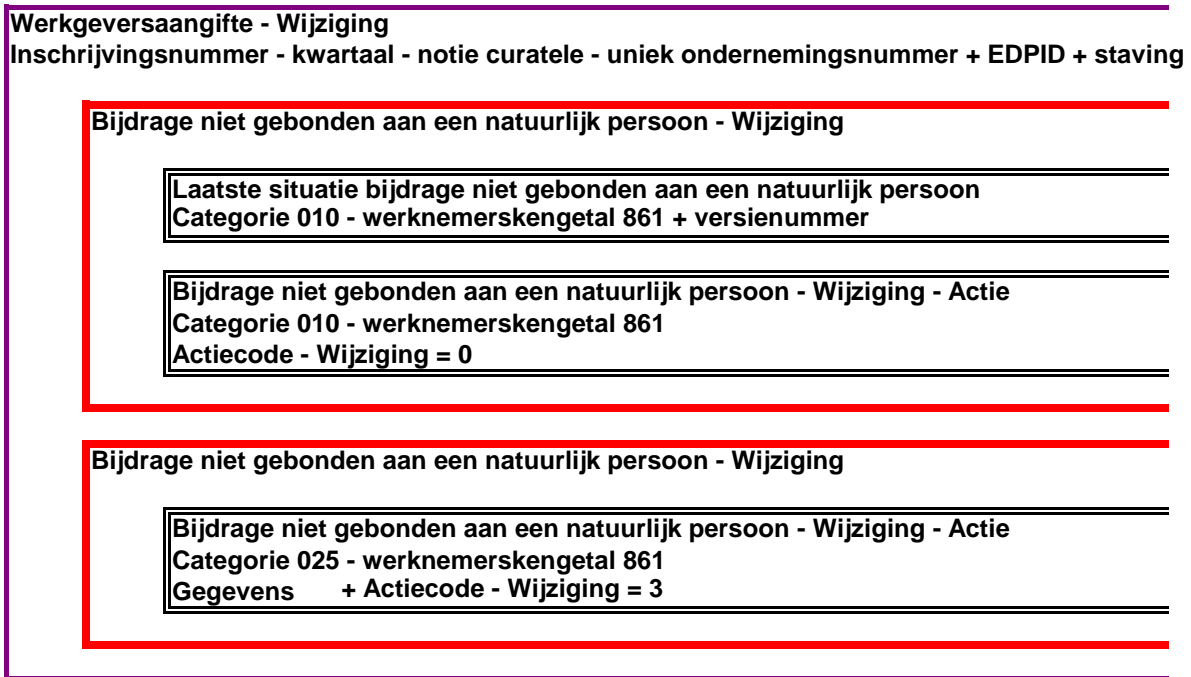 Werkgeversaangifte - Wijziging
Inschrijvingsnummer - kwartaal - notie curatele - uniek ondernemingsnummer + EDPID + staving
Bijdrage niet gebonden aan een natuurlijk persoon - Wijziging
Laatste situatie bijdrage niet gebonden aan een natuurlijk persoon
Categorie 010 - werknemerskengetal 861 + versienummer
Bijdrage niet gebonden aan een natuurlijk persoon - Wijziging - Actie
Categorie 010 - werknemerskengetal 861
Actiecode - Wijziging = 0
Bijdrage niet gebonden aan een natuurlijk persoon - Wijziging
Bijdrage niet gebonden aan een natuurlijk persoon - Wijziging - Actie
Categorie 025 - werknemerskengetal 861
Gegevens + Actiecode - Wijziging = 3